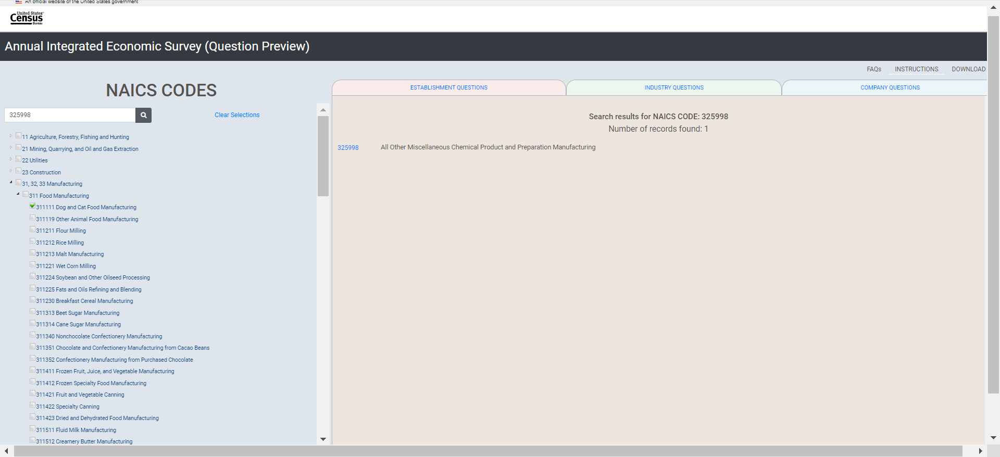 An official website of the United States government
United States
Census
Bureau
Annual Integrated Economic Survey (Question Preview)
FAQs INSTRUCTIONS DOWNLOAD
NAICS CODES
325998
Clear Selections
11 Agriculture, Forestry, Fishing and Hunting
21 Mining, Quarrying, and Oil and Gas Extraction
22 Utilities
23 Construction
31, 32, 33 Manufacturing
311 Food Manufacturing
311111 Dog and Cat Food Manufacturing
311119 Other Animal Food Manufacturing
311211 Flour Milling
311212 Rice Milling
311213 Malt Manufacturing
311221 Wet Corn Milling
311224 Soybean and Other Oilseed Processing
311225 Fats and Oils Refining and Blending
311230 Breakfast Cereal Manufacturing
311313 Beet Sugar Manufacturing
311314 Cane Sugar Manufacturing
311340 Nonchocolate Confectionery Manufacturing
311351 Chocolate and Confectionery Manufacturing from Cacao Beans
311352 Confectionery Manufacturing from Purchased Chocolate
311411 Frozen Fruit, Juice, and Vegetable Manufacturing
311412 Frozen Specialty Food Manufacturing
311421 Fruit and Vegetable Canning
311422 Specialty Canning
311423 Dried and Dehydrated Food Manufacturing
311511 Fluid Milk Manufacturing
311512 Creamery Butter Manufacturing
ESTABLISHMENT QUESTIONS
INDUSTRY QUESTIONS
COMPANY QUESTIONS
Search results for NAICS CODE: 325998
Number of records found: 1
325998 All Other Miscellaneous Chemical Product and Preparation Manufacturing